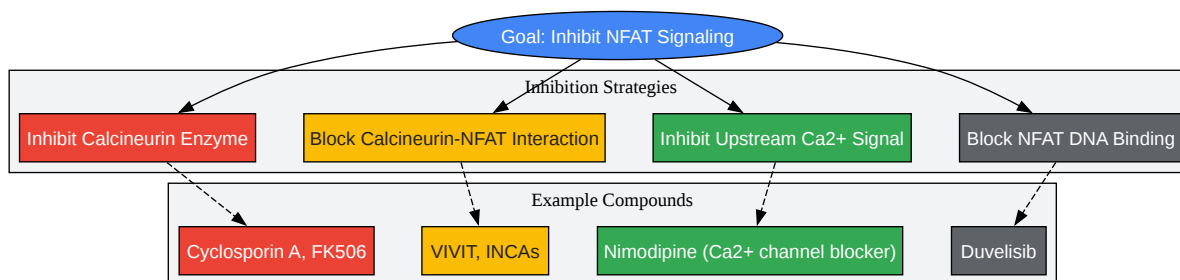 Goal: Inhibit NFAT Signaling
Inhibition Strategies
Inhibit Calcineurin Enzyme
Block Calcineurin-NFAT Interaction
Inhibit Upstream Ca2+ Signal
Block NFAT DNA Binding
Example Compounds
Cyclosporin A, FK506
VIVIT, INCAs
Nimodipine (Ca2+ channel blocker)
Duvelisib